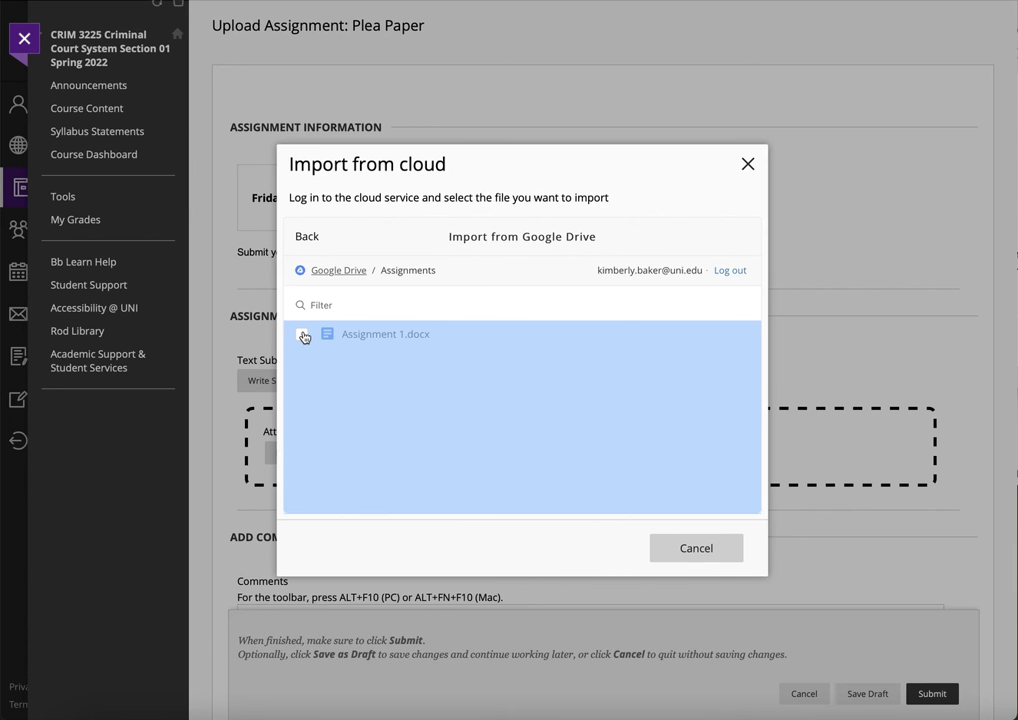 Upload Assignment: Plea Paper
CRIM 3225 Criminal
Court System Section 01
Spring 2022
Announcements
Course Content
Syllabus Statements
Course Dashboard
Tools
My Grades
Bb Learn Help
Student Support
Accessibility @ UNI
Rod Library
Academic Support &
Student Services
ASSIGNMENT INFORMATION
Import from cloud
Log in to the cloud service and select the file you want to import
Back
Import from Google Drive
Google Drive / Assignments
kimberly.baker@uni.edu · Log out
Filter
Assignment 1.docx
Cancel
Text Sub
Write S
ADD COM
Comments
For the toolbar, press ALT+F10 (PC) or ALT+FN+F10 (Mac).
When finished, make sure to click Submit.
Optionally, click Save as Draft to save changes and continue working later, or click Cancel to quit without saving changes.
Cancel
Save Draft
Submit